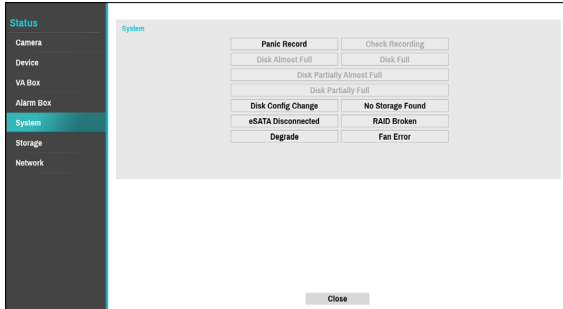 Status
Camera
Device
VA Box
Alarm Box
System
Storage
Network
System
Panic Record Check Recording
Disk Almost Full Disk Full
Disk Partially Almost Full
Disk Partially Full
Disk Config Change No Storage Found
eSATA Disconnected RAID Broken
Degrade Fan Error
Close